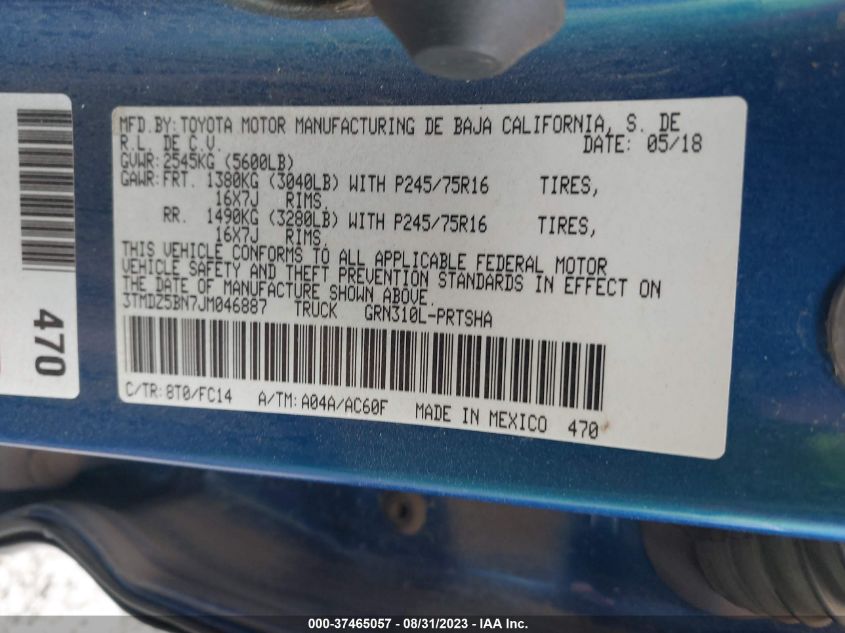 MFD.BY:TOYOTA MOTOR MANUFACTURING DE BAJA CALIFORNIA, S. DE
R.L. DE C.V. DATE: 05/18
GVWR:2545KG (5600LB)
GAWR:FRT. 1380KG (3040LB) WITH P245/75R16 TIRES,
16X7J RIMS.
RR. 1490KG (3280LB) WITH P245/75R16 TIRES,
16X7J RIMS.
THIS VEHICLE CONFORMS TO ALL APPLICABLE FEDERAL MOTOR
VEHICLE SAFETY AND THEFT PREVENTION STANDARDS IN EFFECT ON
THE DATE OF MANUFACTURE SHOWN ABOVE.
3TMDZ5BN7JM046887 TRUCK GRN310L-PRTSHA
C/TR:8T0/FC14 A/TM:A04A/AC60F MADE IN MEXICO 470
470
000-37465057 - 08/31/2023 - IAA Inc.